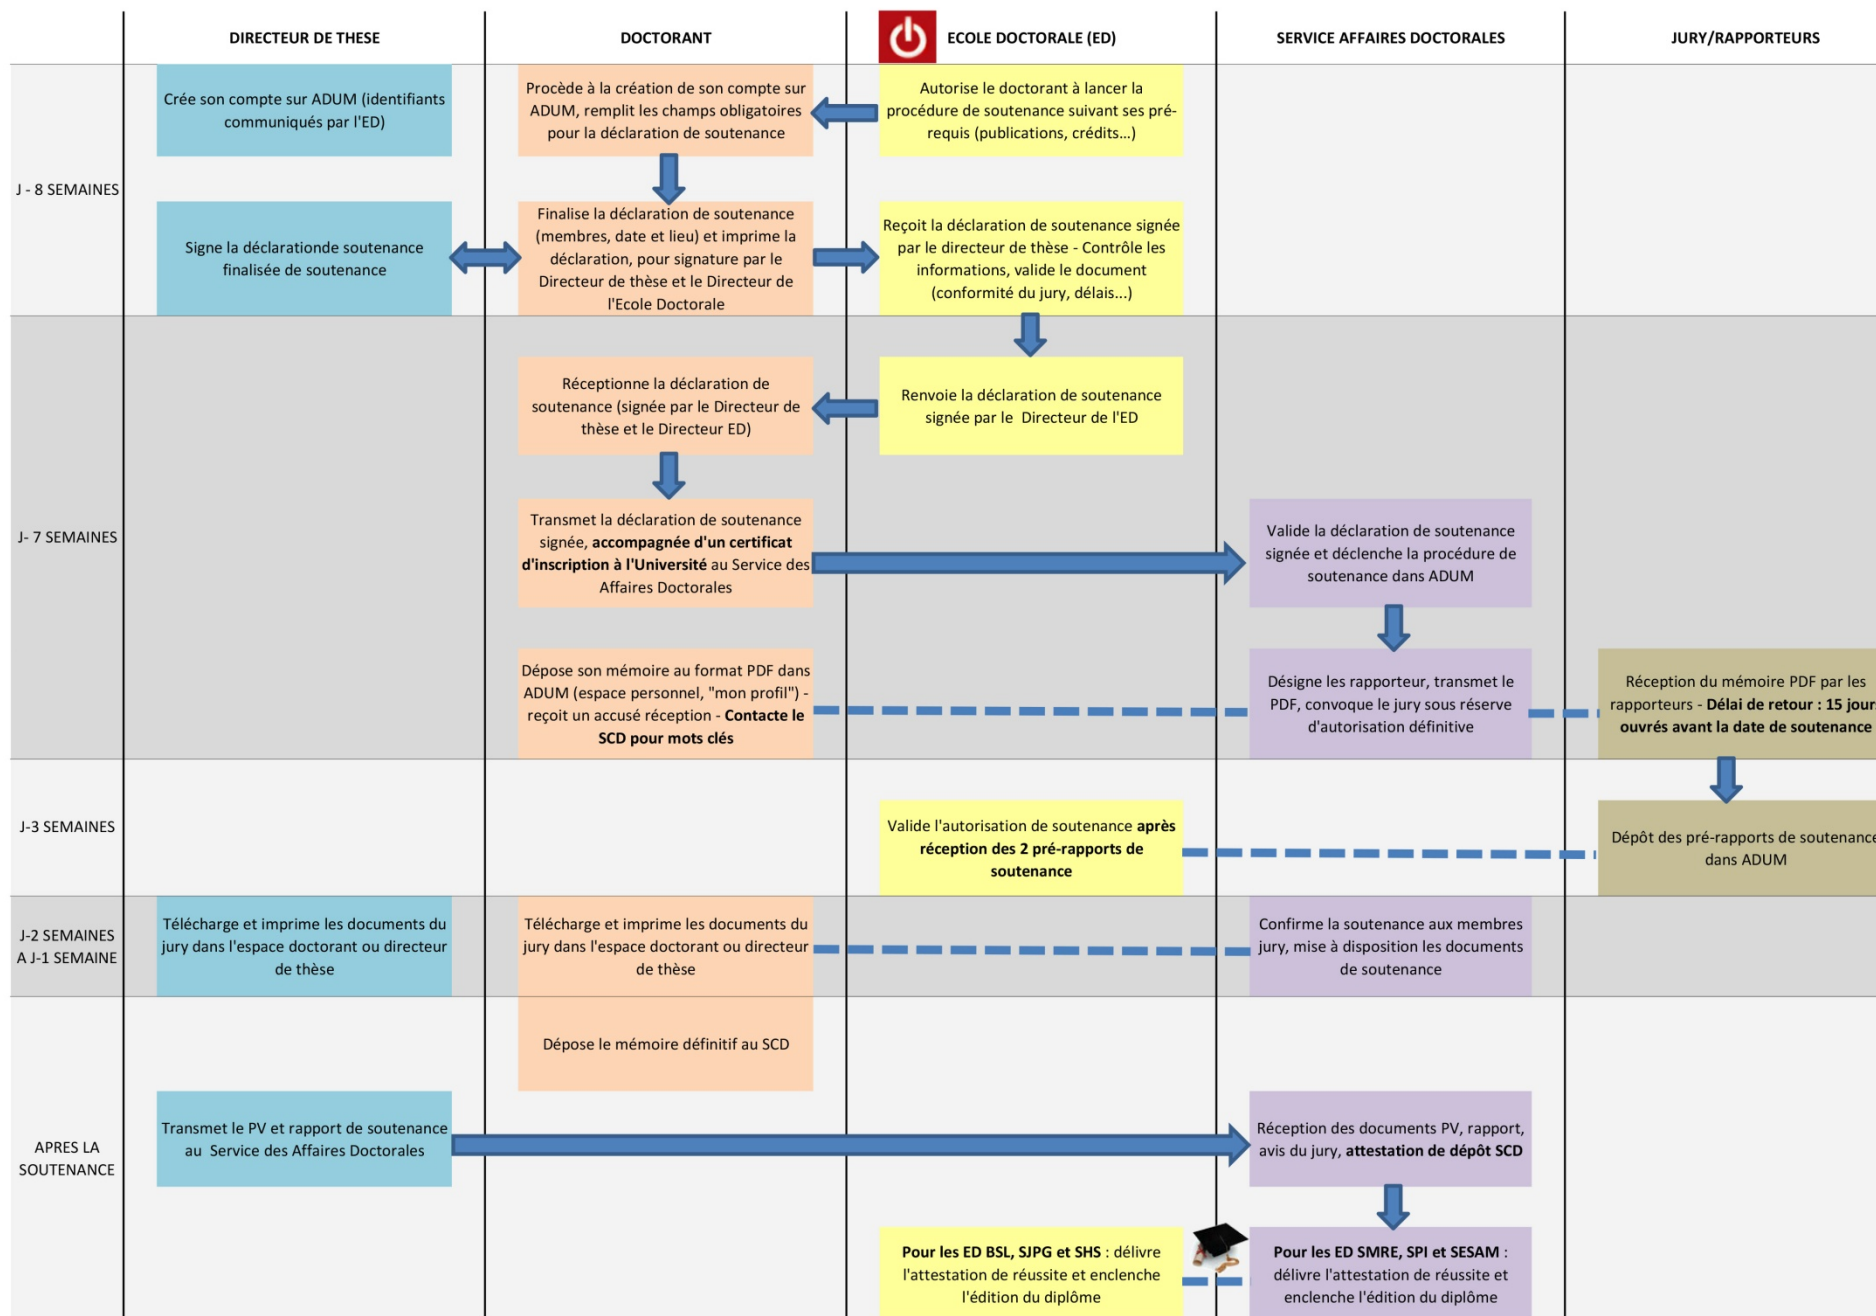 DIRECTEUR DE THESE
DOCTORANT
ECOLE DOCTORALE (ED)
SERVICE AFFAIRES DOCTORALES
JURY/RAPPORTEURS
J - 8 SEMAINES
Crée son compte sur ADUM (identifiants
communiqués par l'ED)
Procède à la création de son compte sur
ADUM, remplit les champs obligatoires
pour la déclaration de soutenance
Autorise le doctorant à lancer la
procédure de soutenance suivant ses pré-
requis (publications, crédits…)
Signe la déclarationde soutenance
finalisée de soutenance
Finalise la déclaration de soutenance
(membres, date et lieu) et imprime la
déclaration, pour signature par le
Directeur de thèse et le Directeur de
l'Ecole Doctorale
Reçoit la déclaration de soutenance signée
par le directeur de thèse - Contrôle les
informations, valide le document
(conformité du jury, délais...)
J- 7 SEMAINES
Réceptionne la déclaration de
soutenance (signée par le Directeur de
thèse et le Directeur ED)
Renvoie la déclaration de soutenance
signée par le Directeur de l'ED
Transmet la déclaration de soutenance
signée, accompagnée d'un certificat
d'inscription à l'Université au Service des
Affaires Doctorales
Valide la déclaration de soutenance
signée et déclenche la procédure de
soutenance dans ADUM
Dépose son mémoire au format PDF dans
ADUM (espace personnel, "mon profil") -
reçoit un accusé réception - Contacte le
SCD pour mots clés
Désigne les rapporteur, transmet le
PDF, convoque le jury sous réserve
d'autorisation définitive
Réception du mémoire PDF par les
rapporteurs - Délai de retour : 15 jours
ouvrés avant la date de soutenance
J-3 SEMAINES
Valide l'autorisation de soutenance après
réception des 2 pré-rapports de
soutenance
Dépôt des pré-rapports de soutenance
dans ADUM
J-2 SEMAINES
A J-1 SEMAINE
Télécharge et imprime les documents du
jury dans l'espace doctorant ou directeur
de thèse
Télécharge et imprime les documents du
jury dans l'espace doctorant ou directeur
de thèse
Confirme la soutenance aux membres
jury, mise à disposition les documents
de soutenance
APRES LA
SOUTENANCE
Dépose le mémoire définitif au SCD
Transmet le PV et rapport de soutenance
au Service des Affaires Doctorales
Réception des documents PV, rapport,
avis du jury, attestation de dépôt SCD
Pour les ED BSL, SJPG et SHS : délivre
l'attestation de réussite et enclenche
l'édition du diplôme
Pour les ED SMRE, SPI et SESAM :
délivre l'attestation de réussite et
enclenche l'édition du diplôme